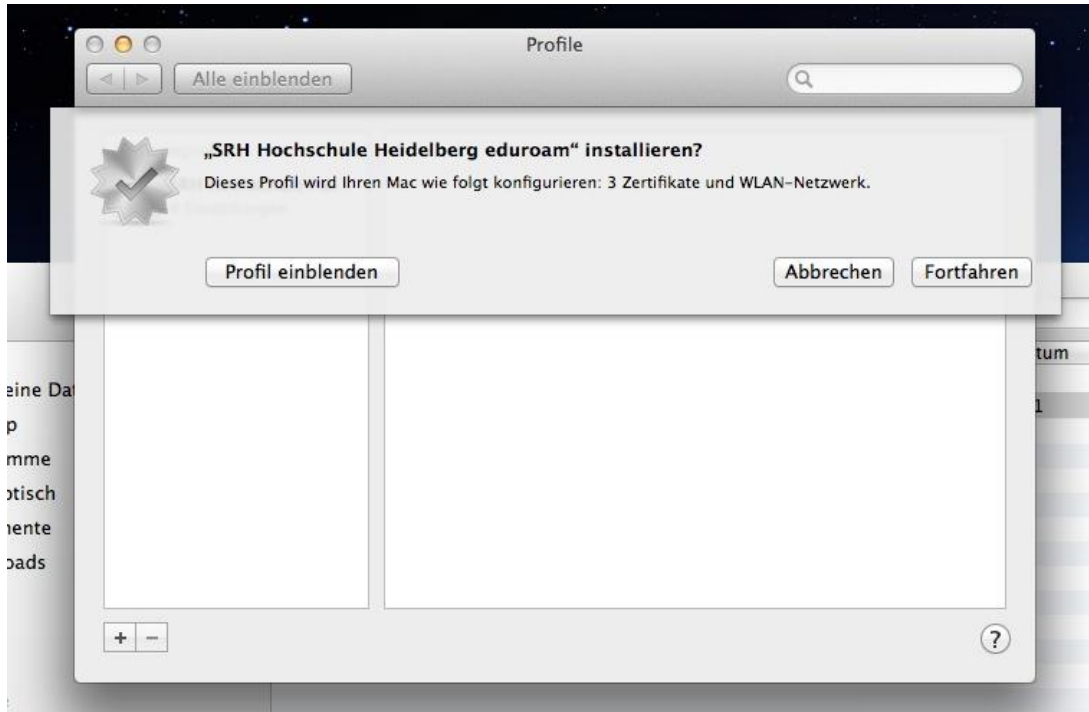 Profile
Alle einblenden
„SRH Hochschule Heidelberg eduroam“ installieren?
Dieses Profil wird Ihren Mac wie folgt konfigurieren: 3 Zertifikate und WLAN-Netzwerk.
Profil einblenden
Abbrechen
Fortfahren
tum
eine Dat
1
p
mme
otisch
nente
oads
+ −
?